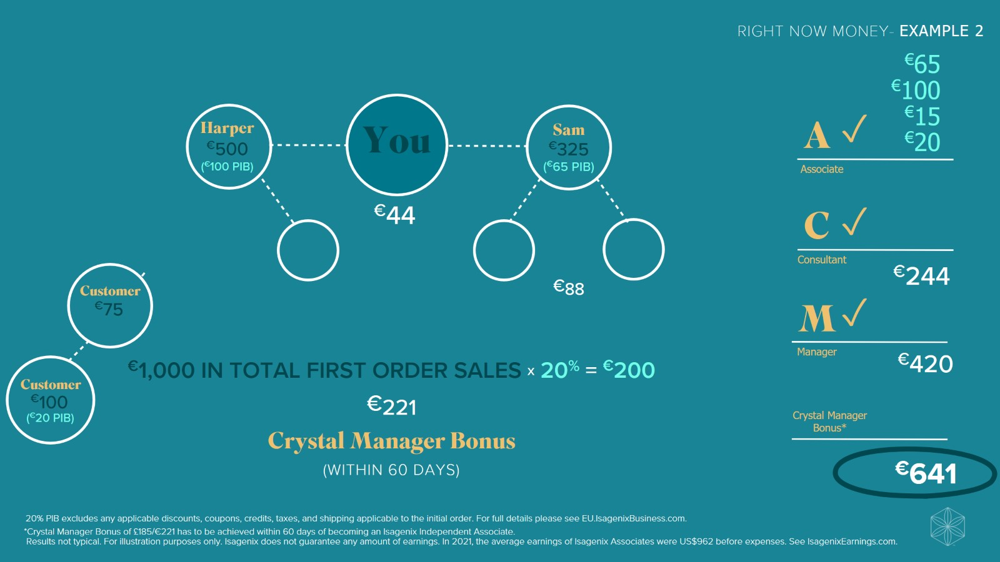 RIGHT NOW MONEY- EXAMPLE 2
€65
€100
€15
€20
A ✓
Associate
C ✓
Consultant
€244
M ✓
Manager
€420
Crystal Manager
Bonus*
€641
Harper
€500
(€100 PIB)
You
€44
Sam
€325
(€65 PIB)
€88
Customer
€75
Customer
€100
(€20 PIB)
€1,000 IN TOTAL FIRST ORDER SALES x 20% = €200
€221
Crystal Manager Bonus
(WITHIN 60 DAYS)
20% PIB excludes any applicable discounts, coupons, credits, taxes, and shipping applicable to the initial order. For full details please see EU.IsagenixBusiness.com.
*Crystal Manager Bonus of £185/€221 has to be achieved within 60 days of becoming an Isagenix Independent Associate.
Results not typical. For illustration purposes only. Isagenix does not guarantee any amount of earnings. In 2021, the average earnings of Isagenix Associates were US$962 before expenses. See IsagenixEarnings.com.